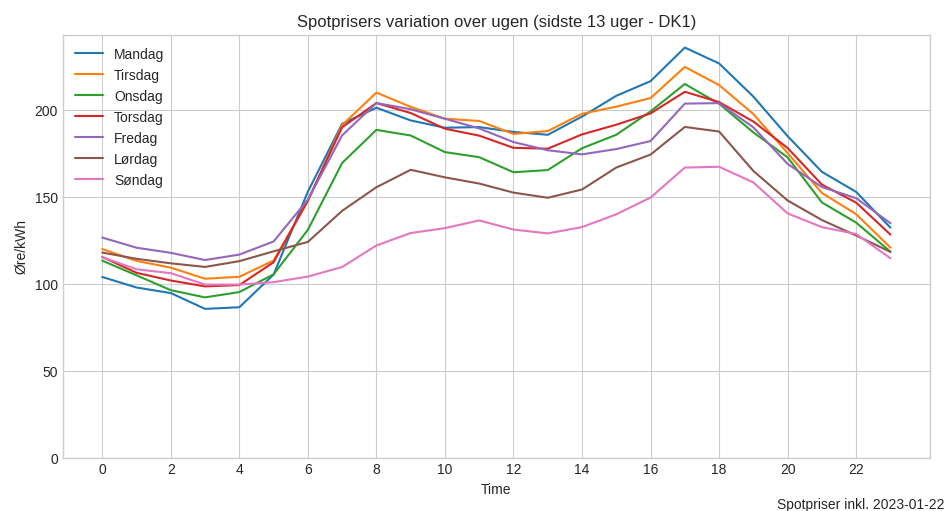 Spotprisers variation over ugen (sidste 13 uger - DK1)
Mandag
Tirsdag
Onsdag
Torsdag
Fredag
Lørdag
Søndag
Øre/kWh
200
150
100
50
0
0 2 4 6 8 10 12 14 16 18 20 22
Time
Spotpriser inkl. 2023-01-22